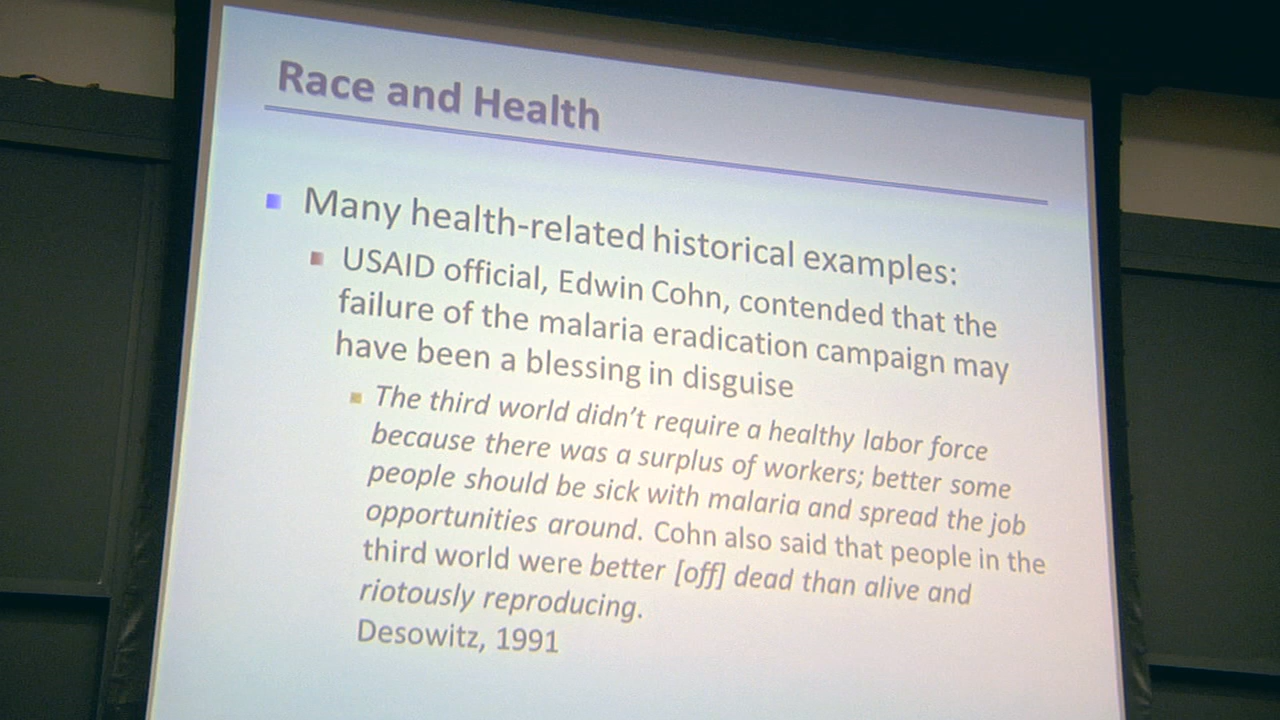 Race and Health
Many health-related historical examples:
USAID official, Edwin Cohn, contended that the
failure of the malaria eradication campaign may
have been a blessing in disguise
The third world didn't require a healthy labor force
because there was a surplus of workers; better some
people should be sick with malaria and spread the job
opportunities around. Cohn also said that people in the
third world were better [off] dead than alive and
riotously reproducing.
Desowitz, 1991